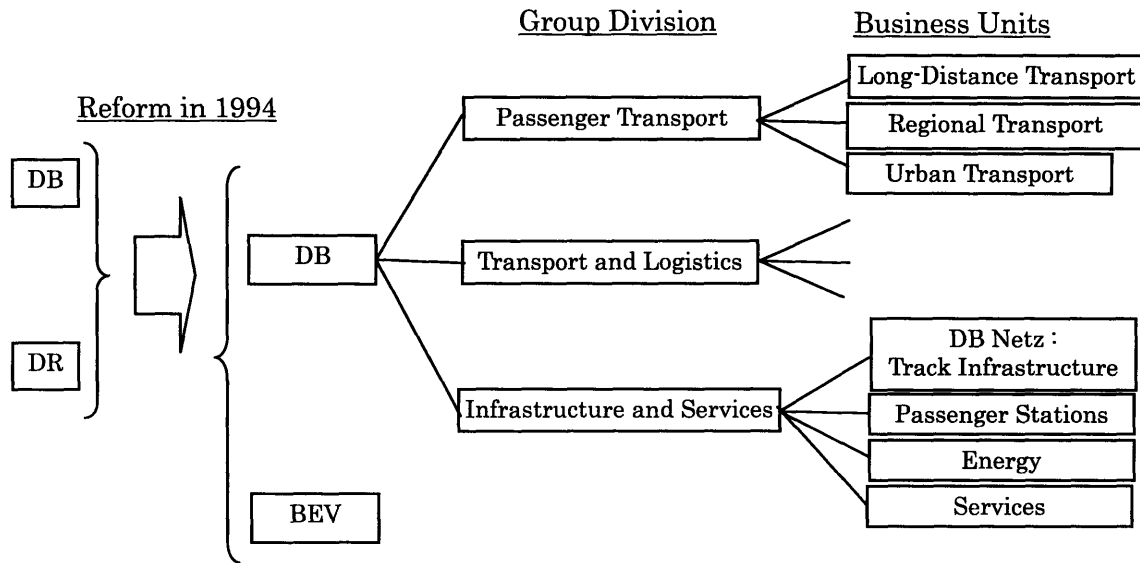 Group Division
Business Units
Reform in 1994
DB
DR
DB
BEV
Passenger Transport
Transport and Logistics
Infrastructure and Services
Long-Distance Transport
Regional Transport
Urban Transport
DB Netz :
Track Infrastructure
Passenger Stations
Energy
Services